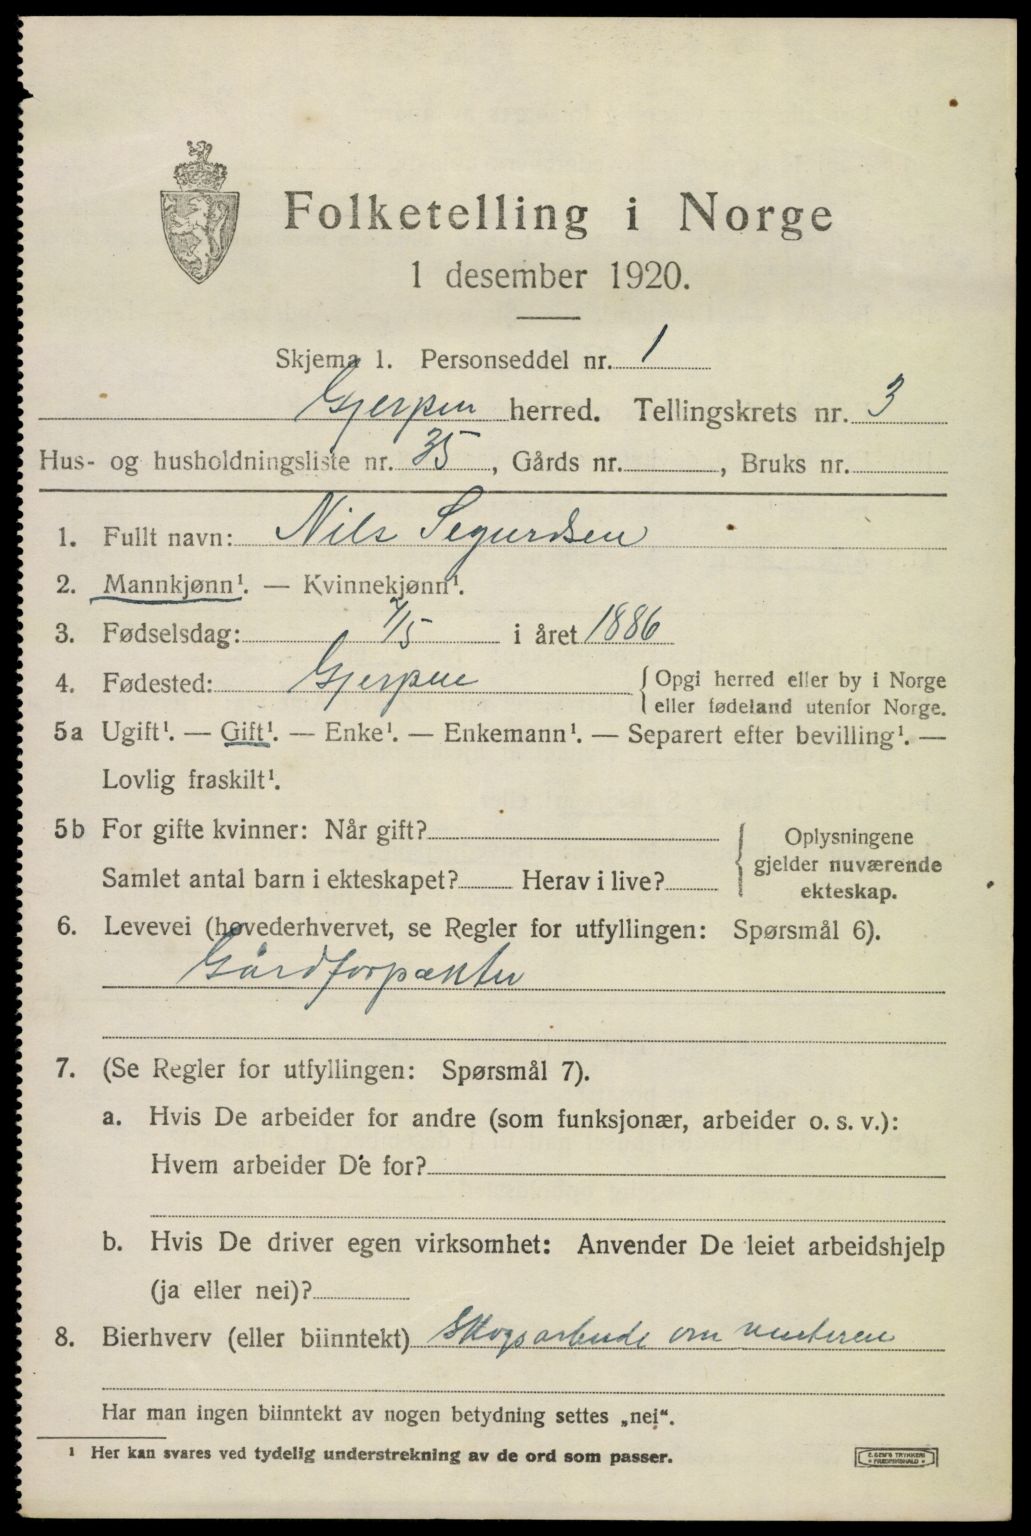 Folketelling i Norge
1 desember 1920.
Skjema 1. Personseddel nr. 1
Gjerpen herred. Tellingskrets nr. 3
Hus- og husholdningsliste nr. 35, Gårds nr. , Bruks nr.
1. Fullt navn: Nils Segurdsen
2. Mannkjønn¹. — Kvinnekjønn¹.
3. Fødselsdag: 7/5 i året 1886
4. Fødested: Gjerpen { Opgi herred eller by i Norge
eller fødeland utenfor Norge.
5a Ugift¹. — Gift¹. — Enke¹. — Enkemann¹. — Separert efter bevilling¹. —
Lovlig fraskilt¹.
5b For gifte kvinner: Når gift?
Samlet antal barn i ekteskapet? Herav i live?
Oplysningene
gjelder nuværende
ekteskap.
6. Levevei (hovederhvervet, se Regler for utfyllingen: Spørsmål 6).
Gårdforpakter
7. (Se Regler for utfyllingen: Spørsmål 7).
a. Hvis De arbeider for andre (som funksjonær, arbeider o. s. v.):
Hvem arbeider De for?
b. Hvis De driver egen virksomhet: Anvender De leiet arbeidshjelp
(ja eller nei)?
8. Bierhverv (eller biinntekt) Skogsarbeide om vinteren
Har man ingen biinntekt av nogen betydning settes „nei“.
¹ Her kan svares ved tydelig understrekning av de ord som passer.
E. SEM'S TRYKKERI
FREDRIKSHALD